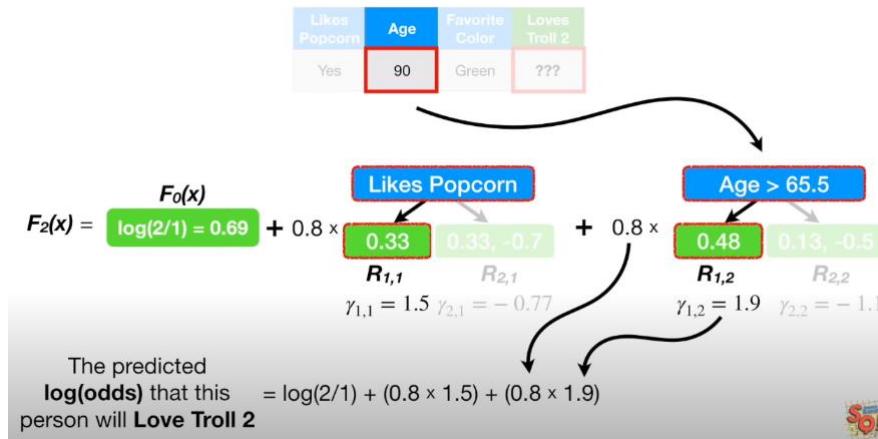 Likes Popcorn Age Favorite Color Loves Troll 2
Yes 90 Green ???
F₀(x)
Likes Popcorn Age > 65.5
F₂(x) = log(2/1) = 0.69 + 0.8 × 0.33 0.33, -0.7 + 0.8 × 0.48 0.13, -0.5
R₁,₁ R₂,₁ R₁,₂ R₂,₂
γ₁,₁ = 1.5 γ₂,₁ = − 0.77 γ₁,₂ = 1.9 γ₂,₂ = − 1.1
The predicted
log(odds) that this = log(2/1) + (0.8 × 1.5) + (0.8 × 1.9)
person will Love Troll 2